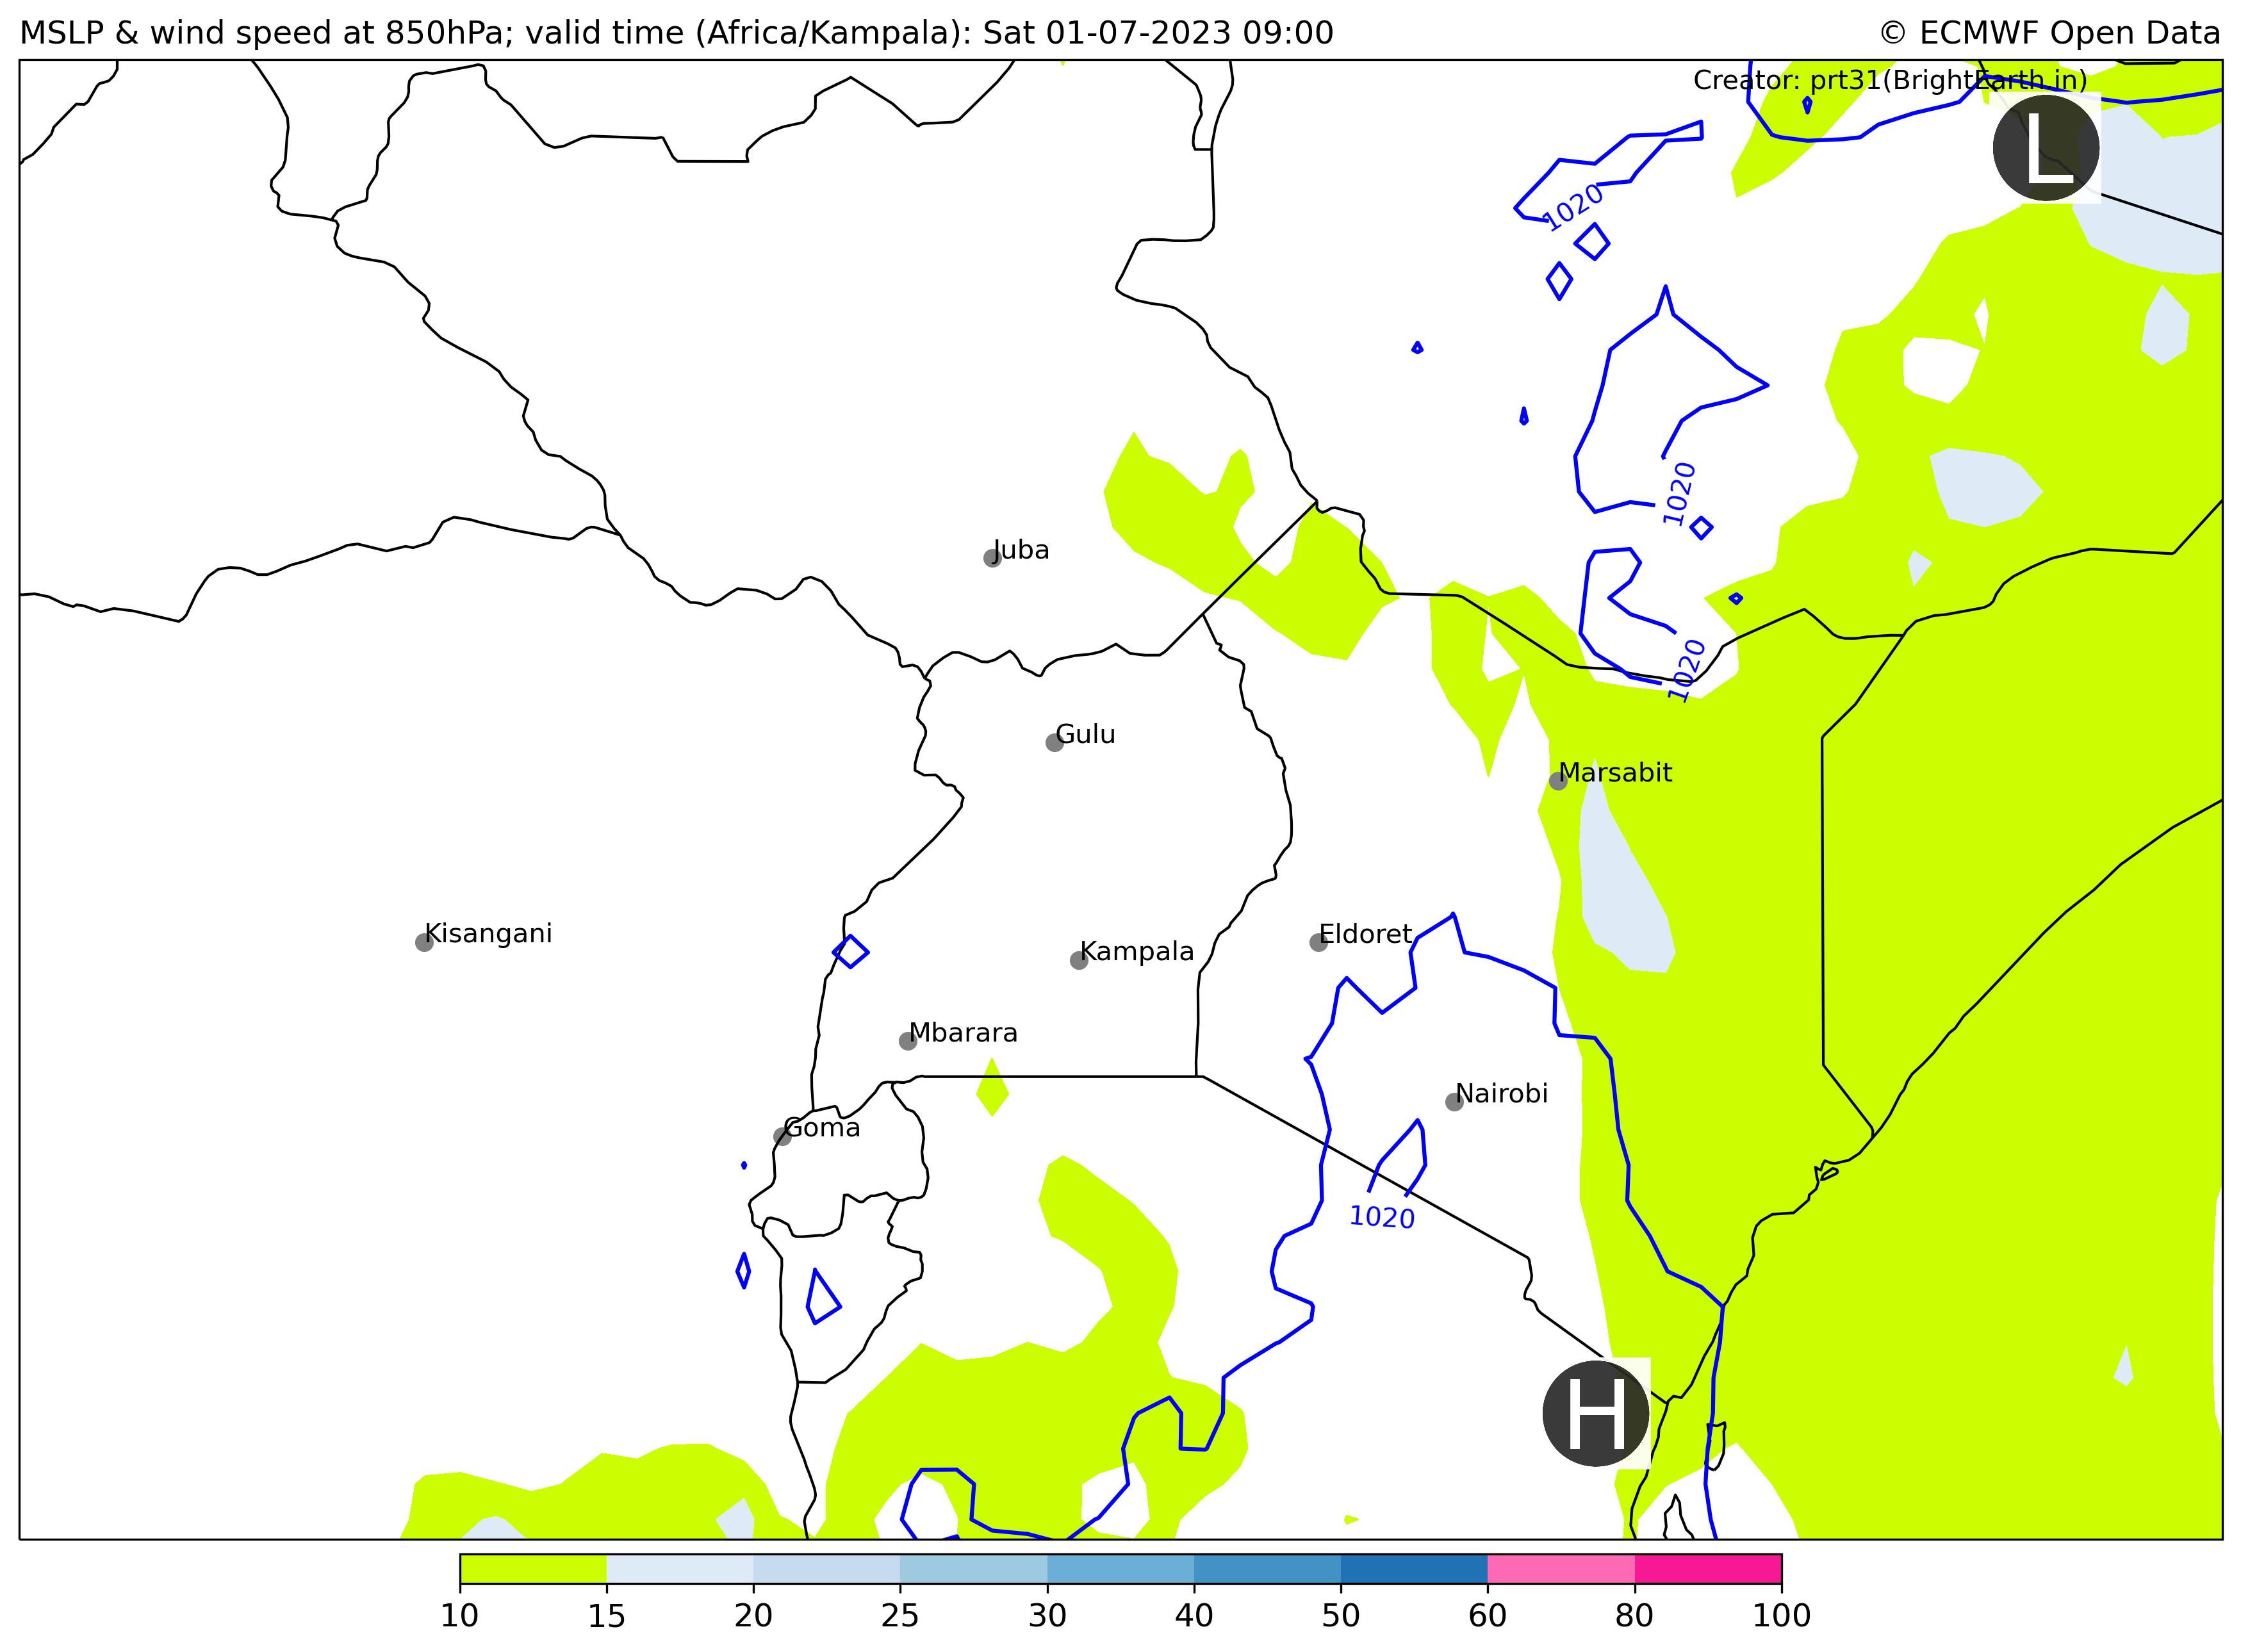 MSLP & wind speed at 850hPa; valid time (Africa/Kampala): Sat 01-07-2023 09:00
© ECMWF Open Data
Creator: prt31(BrightEarth.in)
L
1020
1020
Juba
1020
Gulu
Marsabit
Kisangani
Eldoret
Kampala
Mbarara
Nairobi
Goma
1020
H
10 15 20 25 30 40 50 60 80 100